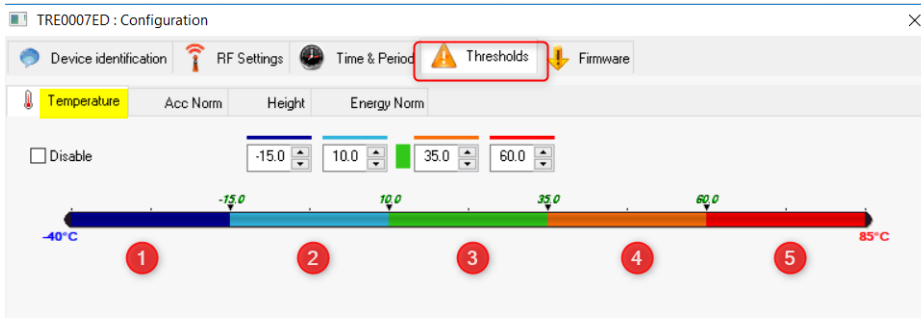 TRE0007ED : Configuration
Device identification RF Settings Time & Period Thresholds Firmware
Temperature Acc Norm Height Energy Norm
Disable -15.0 10.0 35.0 60.0
-15.0 10.0 35.0 60.0
-40°C 85°C
1 2 3 4 5